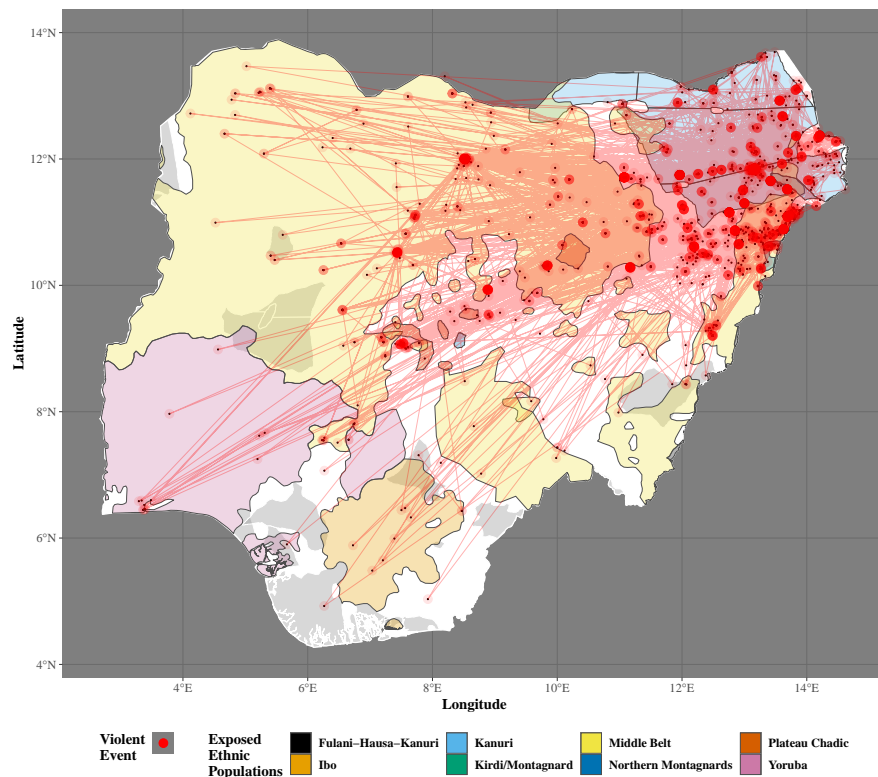 14°N
12°N
10°N
8°N
6°N
4°N
Latitude
4°E 6°E 8°E 10°E 12°E 14°E
Longitude
Violent Event
Exposed Ethnic Populations
Fulani−Hausa−Kanuri Kanuri Middle Belt Plateau Chadic
Ibo Kirdi/Montagnard Northern Montagnards Yoruba